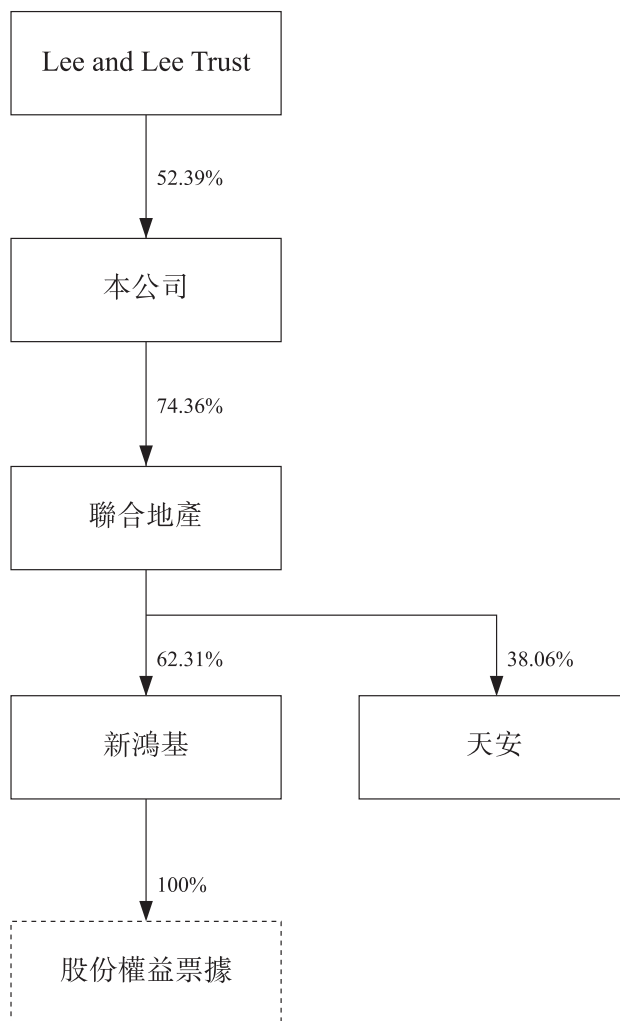 Lee and Lee Trust
52.39%
本公司
74.36%
聯合地產
62.31%
38.06%
新鴻基
天安
100%
股份權益票據